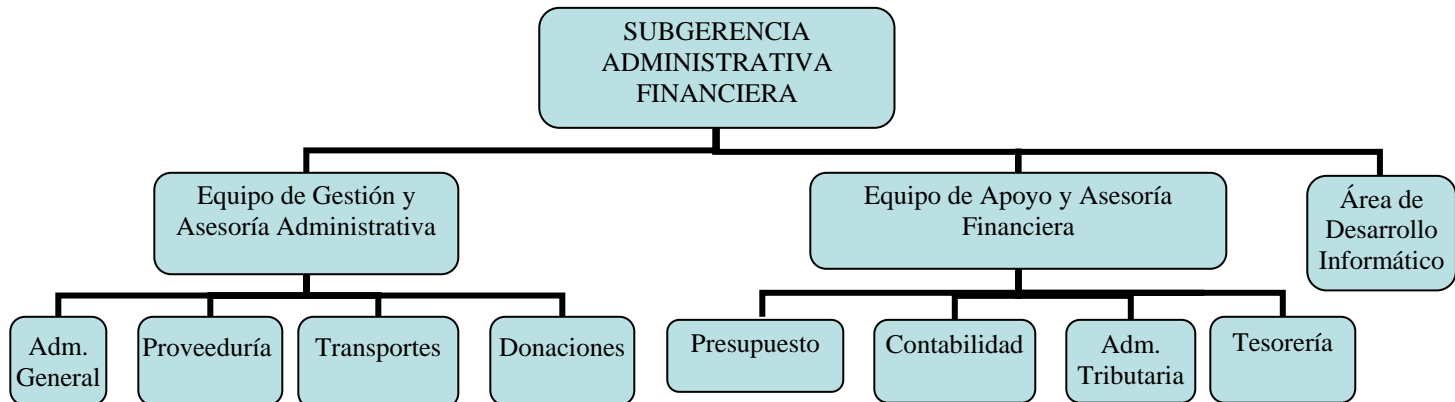 SUBGERENCIA
ADMINISTRATIVA
FINANCIERA
Equipo de Gestión y
Asesoría Administrativa
Equipo de Apoyo y Asesoría
Financiera
Área de
Desarrollo
Informático
Adm.
General
Proveeduría
Transportes
Donaciones
Presupuesto
Contabilidad
Adm.
Tributaria
Tesorería